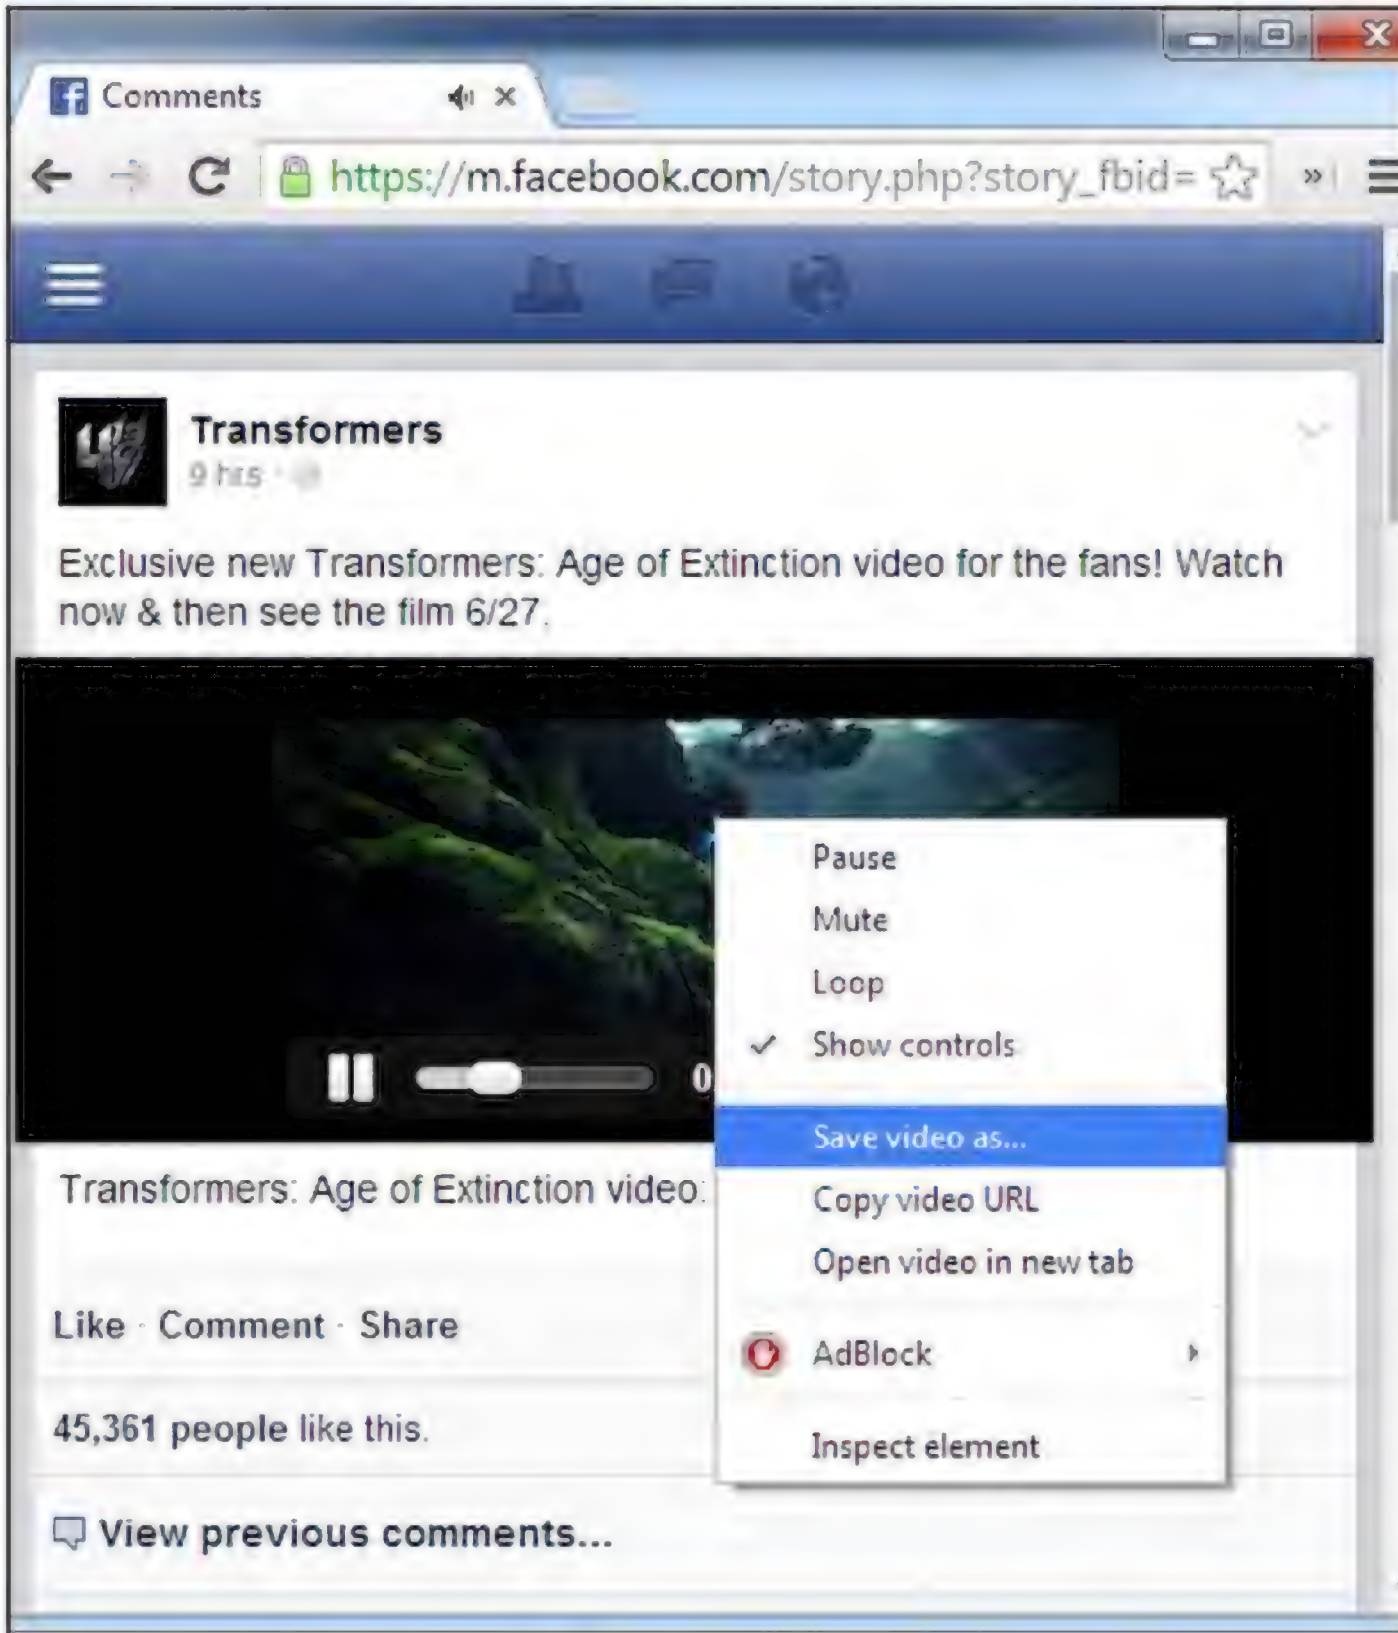 Comments
https://m.facebook.com/story.php?story_fbid=
Transformers
9 hrs ·
Exclusive new Transformers: Age of Extinction video for the fans! Watch
now & then see the film 6/27.
0
Pause
Mute
Loop
Show controls
Save video as...
Copy video URL
Open video in new tab
AdBlock
Inspect element
Transformers: Age of Extinction video:
Like · Comment · Share
45,361 people like this.
View previous comments...